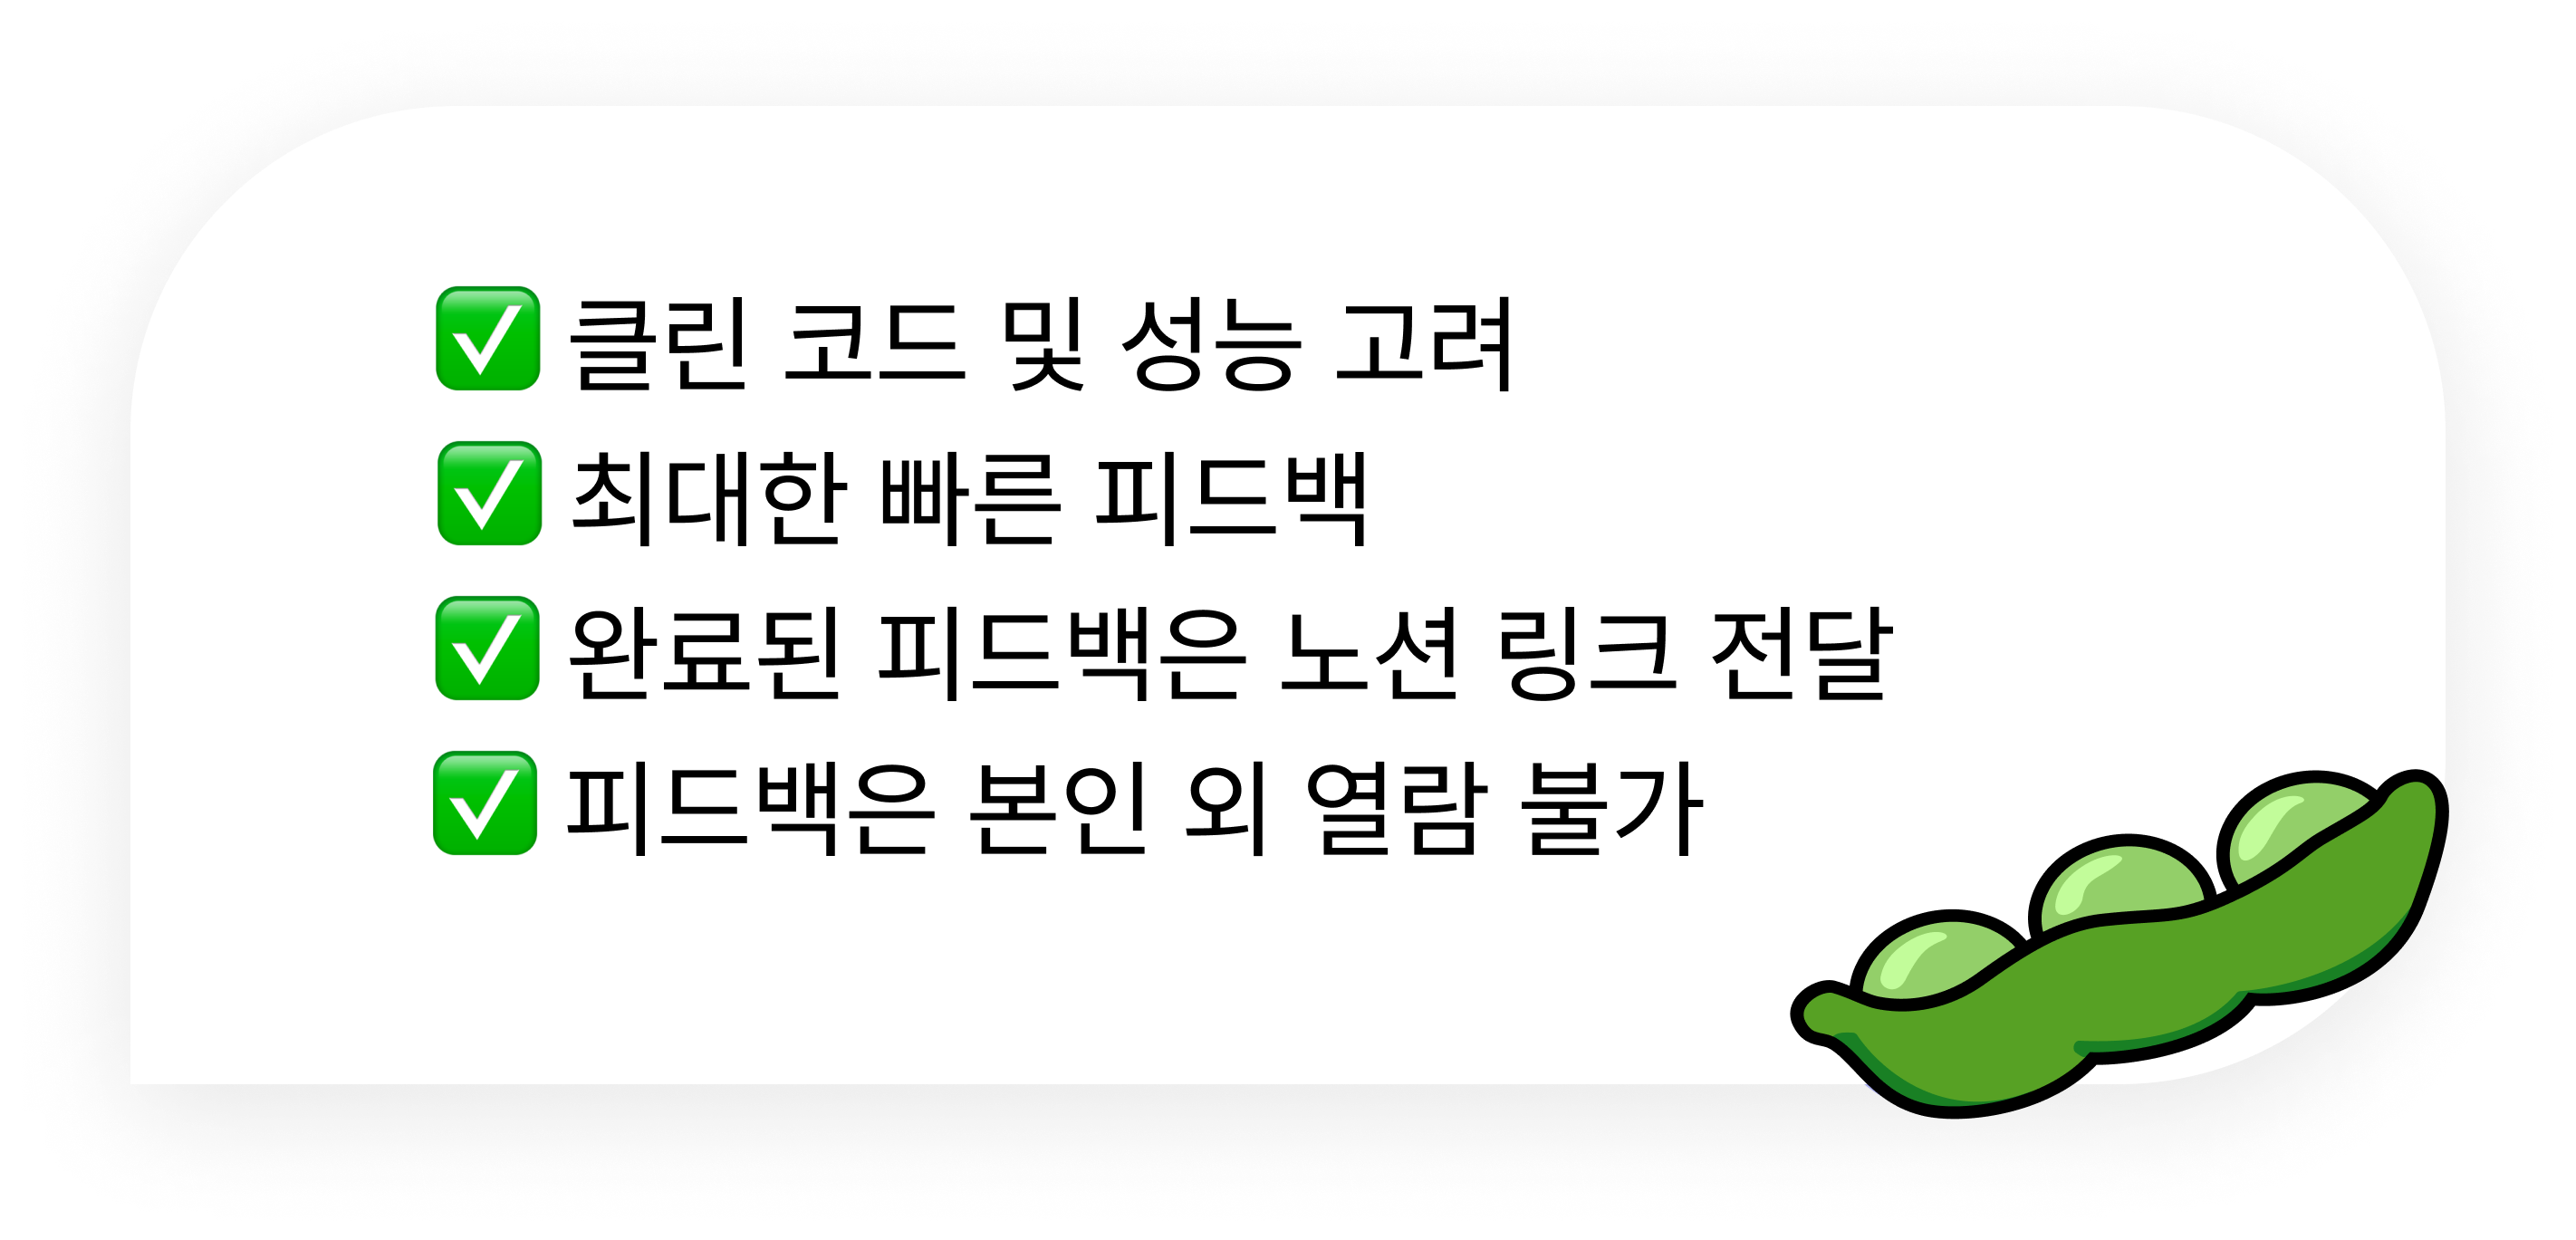 ✅ 클린 코드 및 성능 고려
✅ 최대한 빠른 피드백
✅ 완료된 피드백은 노션 링크 전달
✅ 피드백은 본인 외 열람 불가